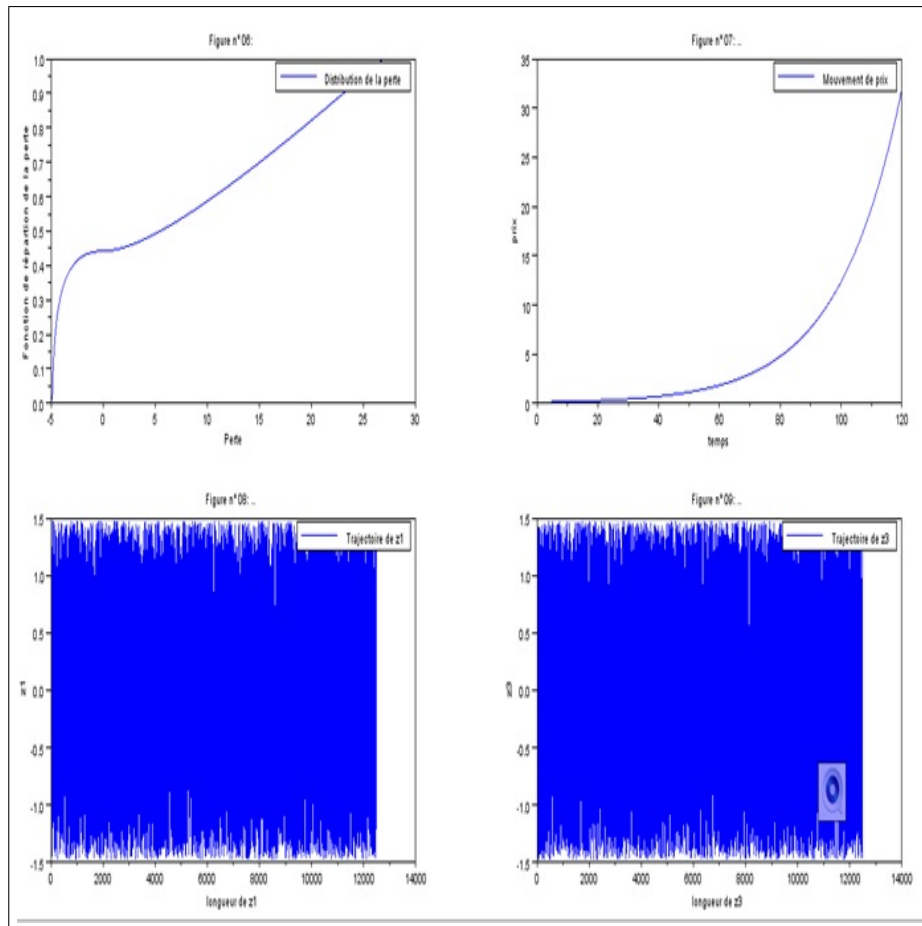 Figure n°06:
Distribution de la perte
Fonction de répartion de la perte
1.0
0.9
0.8
0.7
0.6
0.5
0.4
0.3
0.2
0.1
0.0
-5 0 5 10 15 20 25 30
Perte
Figure n°07: ..
Mouvement de prix
prix
35
30
25
20
15
10
5
0
0 20 40 60 80 100 120
temps
Figure n°08: ..
Trajectoire de z1
z1
1.5
1.0
0.5
0.0
-0.5
-1.0
-1.5
0 2000 4000 6000 8000 10000 12000 14000
longueur de z1
Figure n°09: ..
Trajectoire de z3
z3
1.5
1.0
0.5
0.0
-0.5
-1.0
-1.5
0 2000 4000 6000 8000 10000 12000 14000
longueur de z3